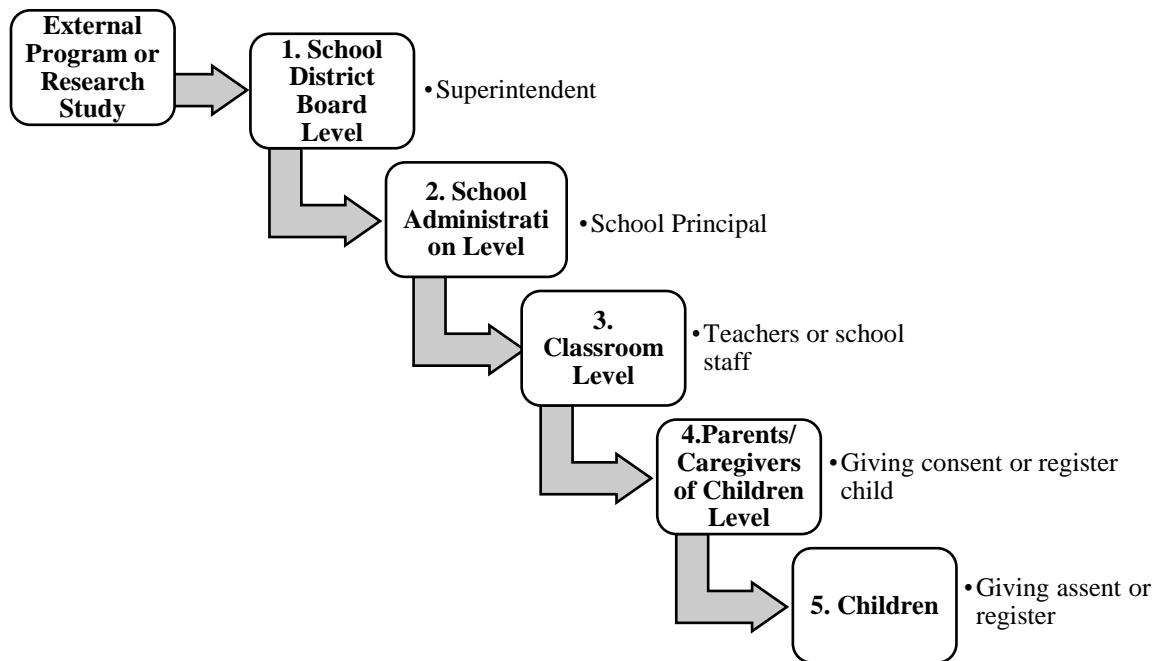 External
Program or
Research
Study
1. School
District
Board
Level
•Superintendent
2. School
Administrati
on Level
•School Principal
3.
Classroom
Level
•Teachers or school
staff
4.Parents/
Caregivers
of Children
Level
•Giving consent or register
child
5. Children
•Giving assent or
register